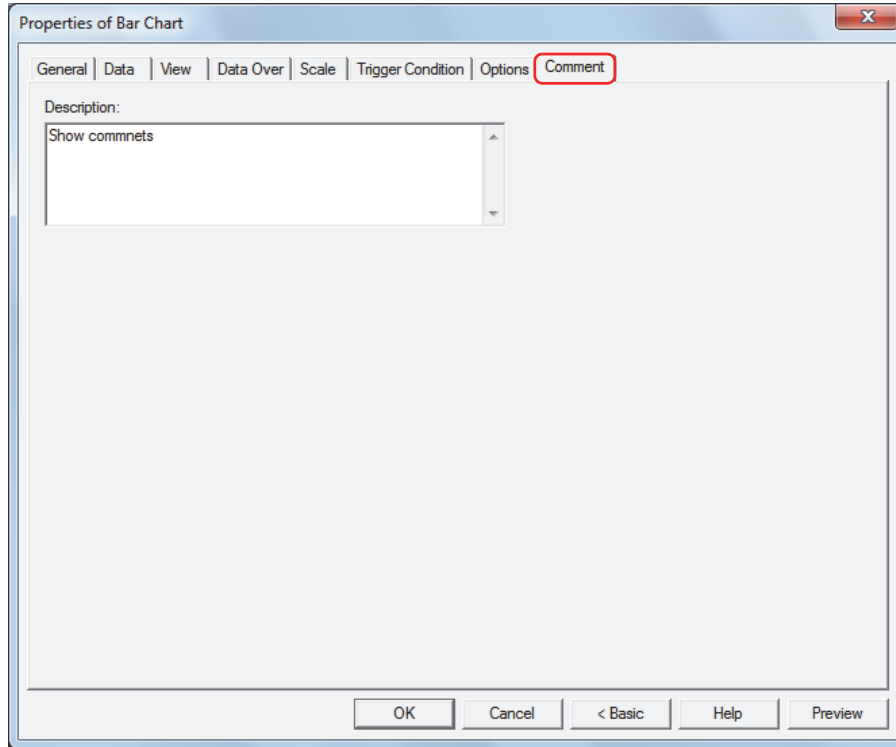 Properties of Bar Chart
General Data View Data Over Scale Trigger Condition Options Comment
Description:
Show commnets
OK Cancel < Basic Help Preview